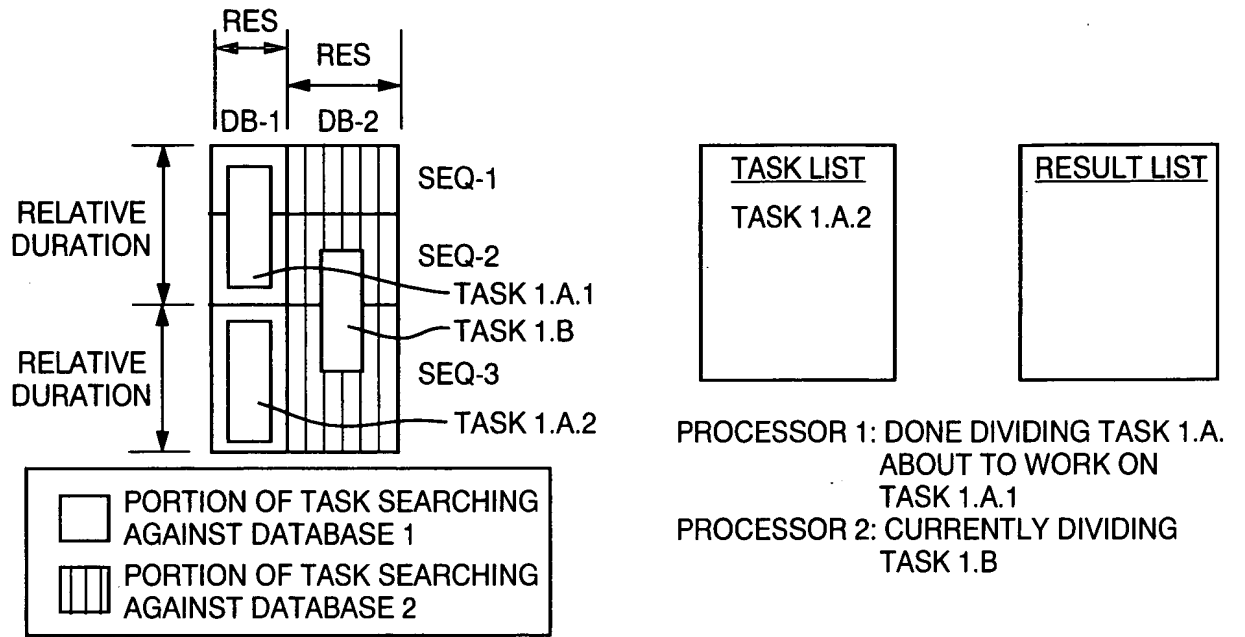 RES
RES
DB-1 DB-2
SEQ-1
RELATIVE
DURATION
SEQ-2
TASK 1.A.1
TASK 1.B
RELATIVE
DURATION
SEQ-3
TASK 1.A.2
PORTION OF TASK SEARCHING
AGAINST DATABASE 1
PORTION OF TASK SEARCHING
AGAINST DATABASE 2
TASK LIST
TASK 1.A.2
RESULT LIST
PROCESSOR 1: DONE DIVIDING TASK 1.A.
ABOUT TO WORK ON
TASK 1.A.1
PROCESSOR 2: CURRENTLY DIVIDING
TASK 1.B